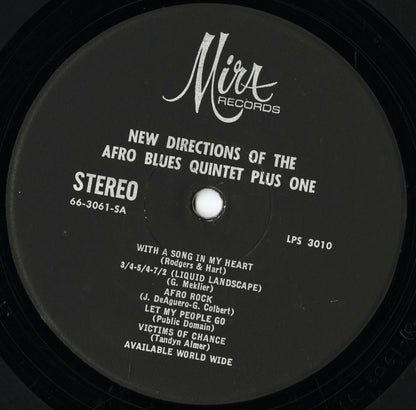 Mira
RECORDS
NEW DIRECTIONS OF THE
AFRO BLUES QUINTET PLUS ONE
STEREO
66-3061-SA
LPS 3010
WITH A SONG IN MY HEART
(Rodgers & Hart)
3/4-5/4-7/2 (LIQUID LANDSCAPE)
(G. Meklier)
AFRO ROCK
(J. DeAguero-G. Colbert)
LET MY PEOPLE GO
(Public Domain)
VICTIMS OF CHANCE
(Tandyn Almer)
AVAILABLE WORLD WIDE